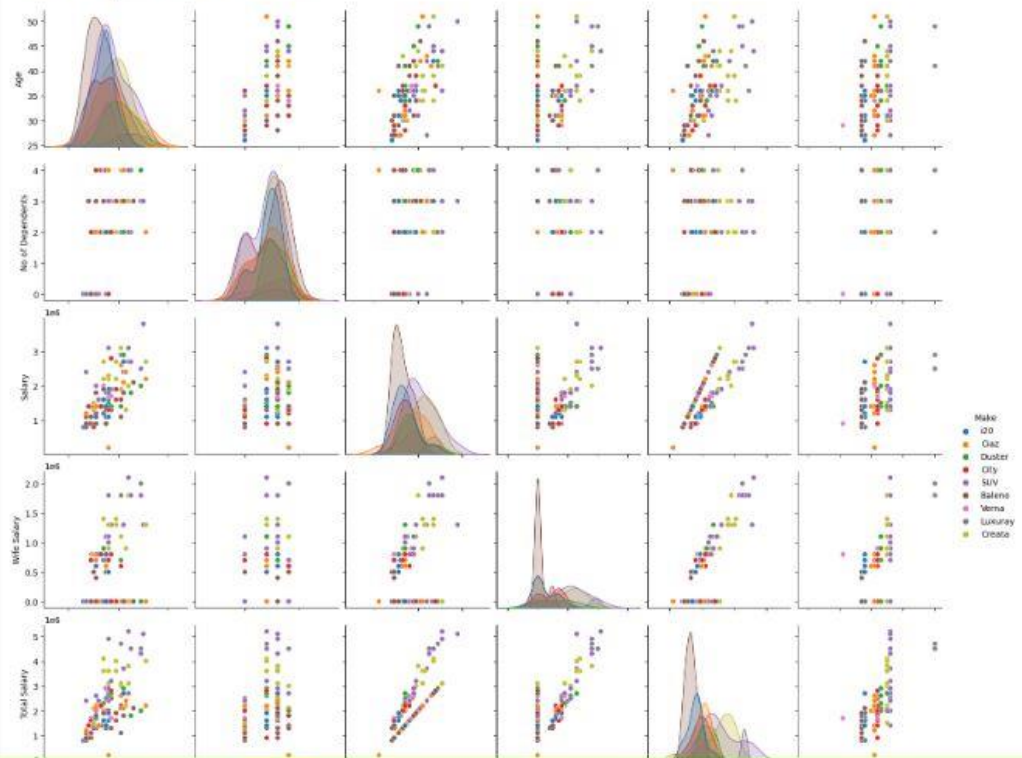 50
45
40
35
30
25
Age
4
3
2
1
0
No of Dependents
1e6
3
2
1
Salary
1e6
2.0
1.5
1.0
0.5
0.0
Wife Salary
1e6
5
4
3
2
1
Total Salary
Make
i20
Ciaz
Duster
City
SUV
Baleno
Verna
Luxuray
Creata